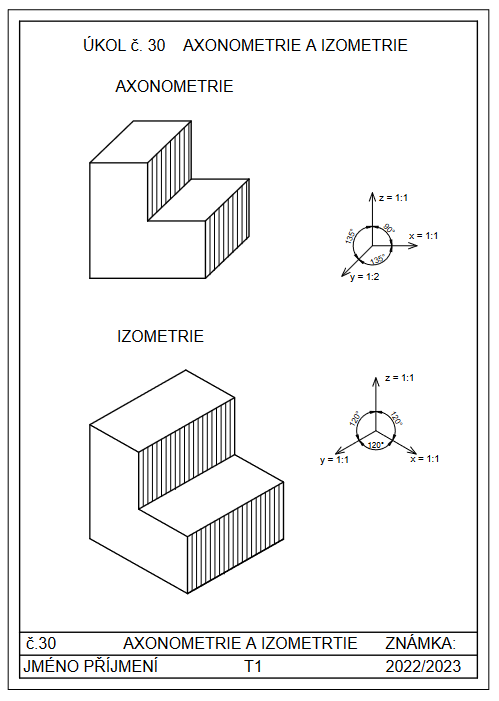 ÚKOL č. 30 AXONOMETRIE A IZOMETRIE
AXONOMETRIE
z = 1:1
135°
90°
x = 1:1
135°
y = 1:2
IZOMETRIE
z = 1:1
120°
120°
120°
y = 1:1
x = 1:1
č.30 AXONOMETRIE A IZOMETRTIE ZNÁMKA:
JMÉNO PŘÍJMENÍ T1 2022/2023